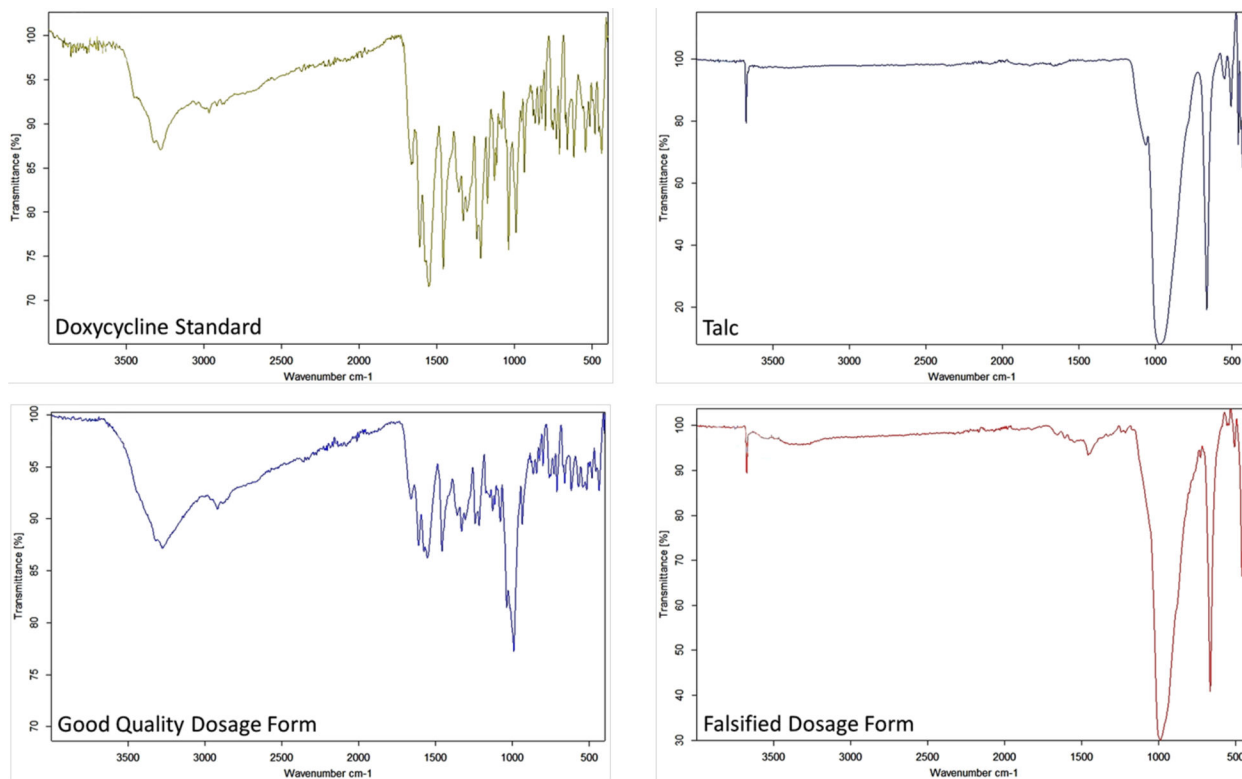 100
95
90
85
80
75
70
Transmittance [%]
Doxycycline Standard
3500 3000 2500 2000 1500 1000 500
Wavenumber cm-1
100
80
60
40
20
Transmittance [%]
Talc
3500 3000 2500 2000 1500 1000 500
Wavenumber cm-1
100
95
90
85
80
75
70
Transmittance [%]
Good Quality Dosage Form
3500 3000 2500 2000 1500 1000 500
Wavenumber cm-1
100
90
80
70
60
50
40
30
Transmittance [%]
Falsified Dosage Form
3500 3000 2500 2000 1500 1000 500
Wavenumber cm-1